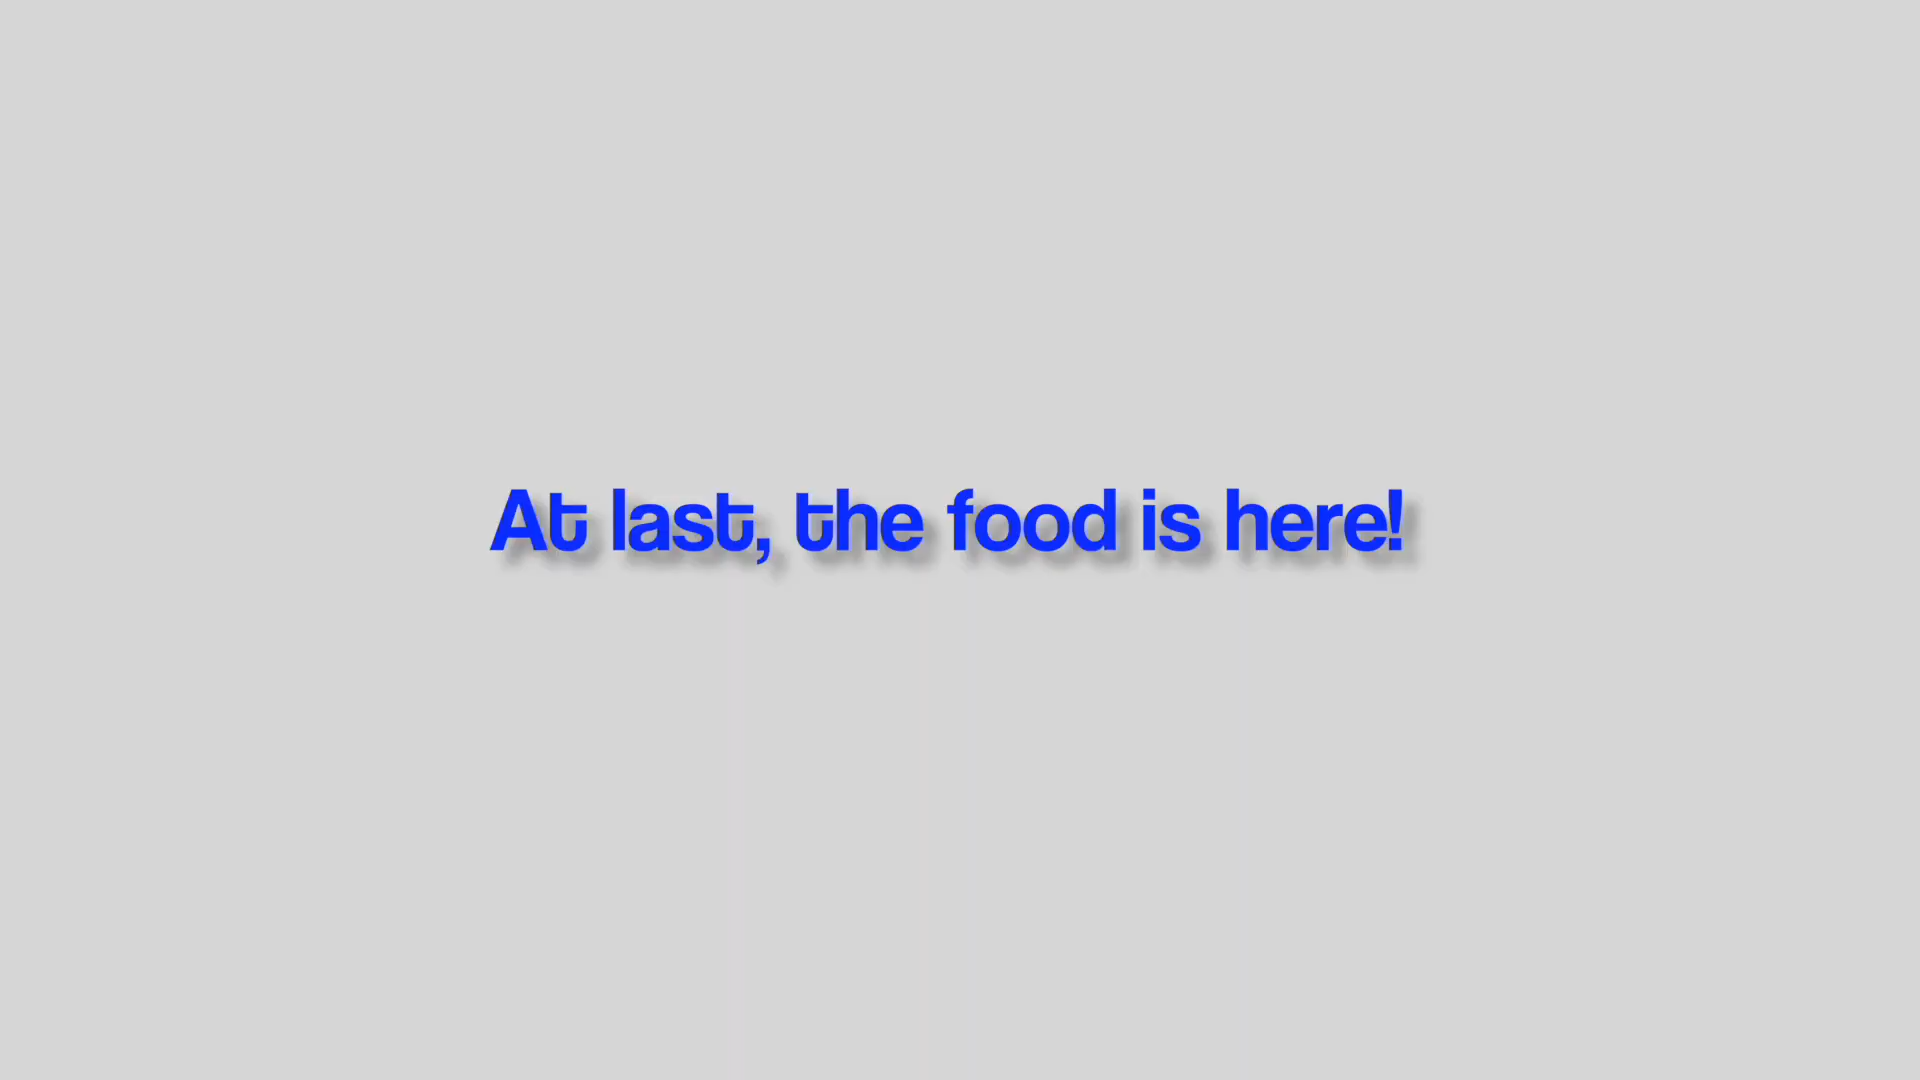 At last, the food is here!